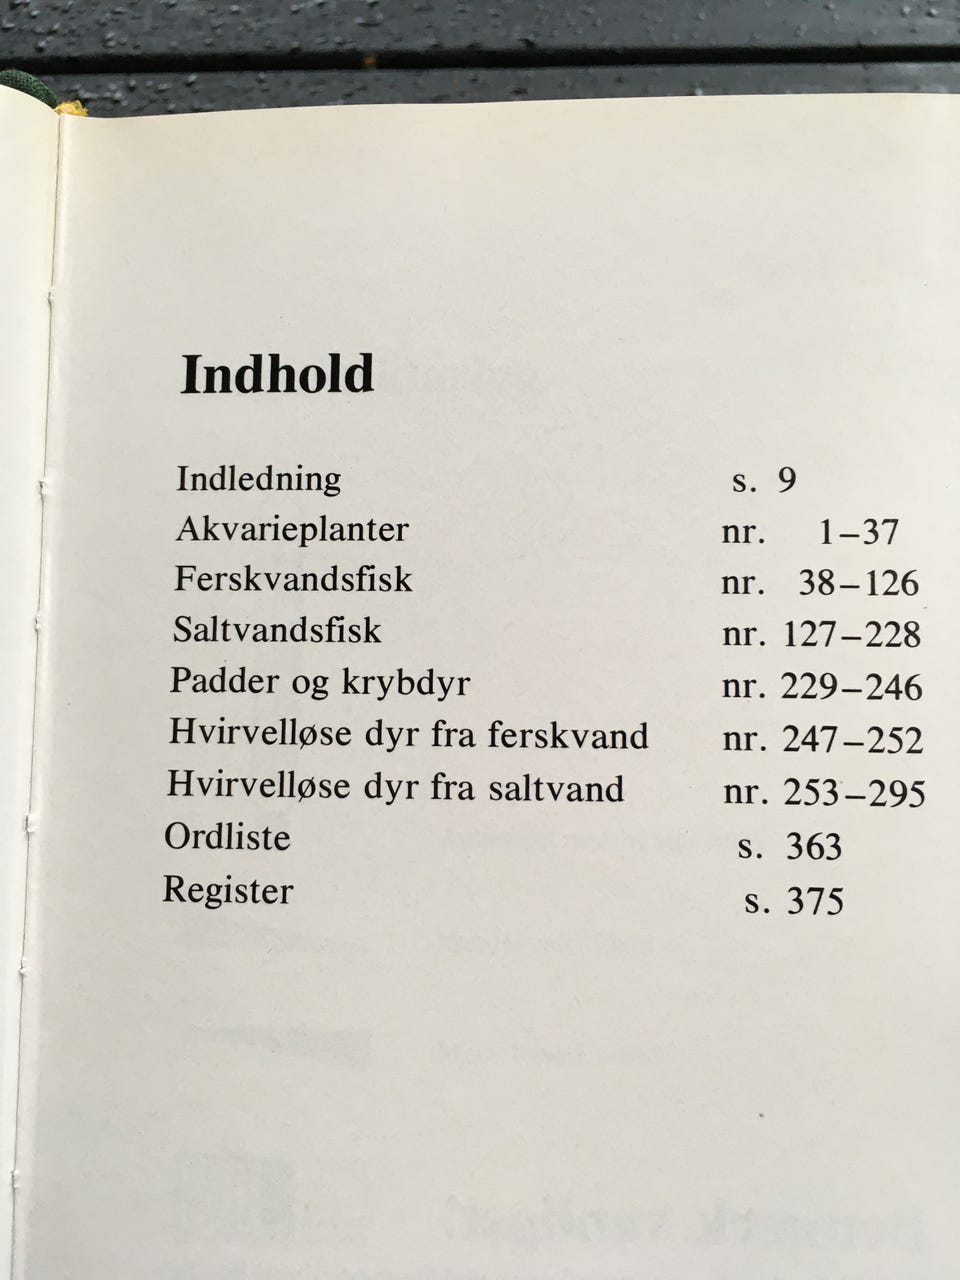 Indhold
Indledning s. 9
Akvarieplanter nr. 1–37
Ferskvandsfisk nr. 38–126
Saltvandsfisk nr. 127–228
Padder og krybdyr nr. 229–246
Hvirvelløse dyr fra ferskvand nr. 247–252
Hvirvelløse dyr fra saltvand nr. 253–295
Ordliste s. 363
Register s. 375